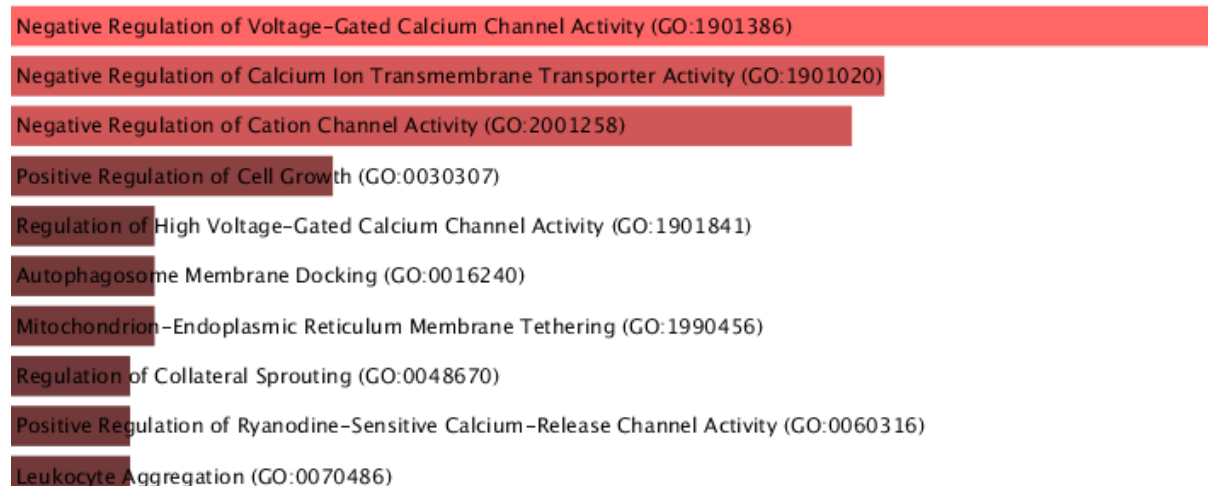 Negative Regulation of Voltage-Gated Calcium Channel Activity (GO:1901386)
Negative Regulation of Calcium Ion Transmembrane Transporter Activity (GO:1901020)
Negative Regulation of Cation Channel Activity (GO:2001258)
Positive Regulation of Cell Growth (GO:0030307)
Regulation of High Voltage-Gated Calcium Channel Activity (GO:1901841)
Autophagosome Membrane Docking (GO:0016240)
Mitochondrion-Endoplasmic Reticulum Membrane Tethering (GO:1990456)
Regulation of Collateral Sprouting (GO:0048670)
Positive Regulation of Ryanodine-Sensitive Calcium-Release Channel Activity (GO:0060316)
Leukocyte Aggregation (GO:0070486)